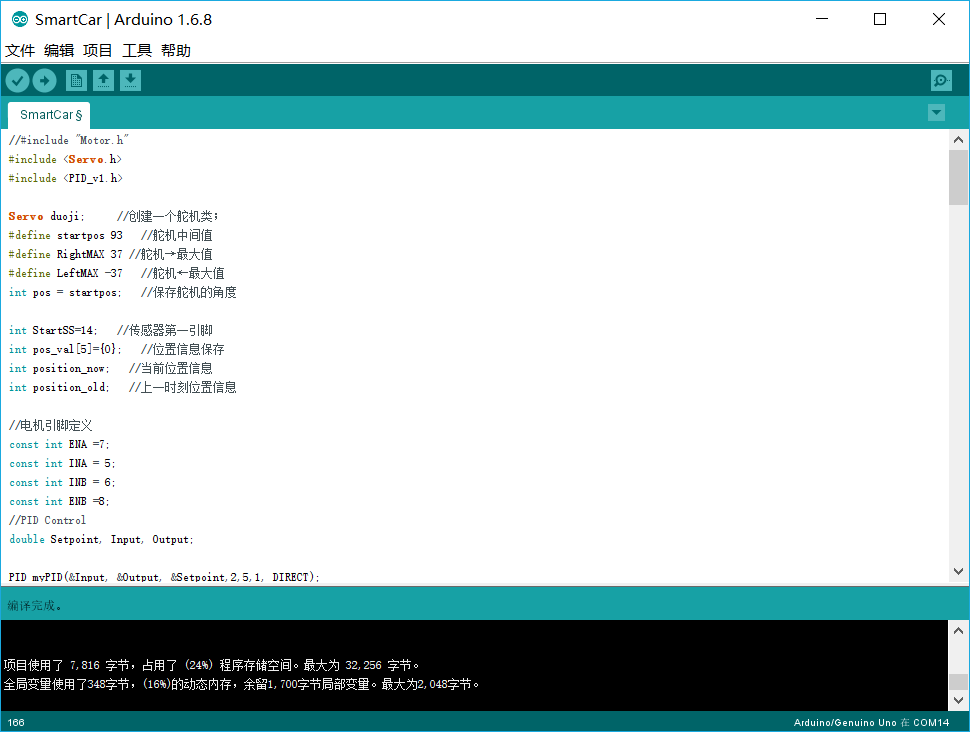 SmartCar | Arduino 1.6.8
文件 编辑 项目 工具 帮助
SmartCar §
//#include "Motor.h"
#include <Servo.h>
#include <PID_v1.h>
Servo duoji;     //创建一个舵机类;
#define startpos 93   //舵机中间值
#define RightMAX 37 //舵机→最大值
#define LeftMAX -37   //舵机←最大值
int pos = startpos;   //保存舵机的角度
int StartSS=14;   //传感器第一引脚
int pos_val[5]={0};   //位置信息保存
int position_now;   //当前位置信息
int position_old;   //上一时刻位置信息
//电机引脚定义
const int ENA =7;
const int INA = 5;
const int INB = 6;
const int ENB =8;
//PID Control
double Setpoint, Input, Output;
PID myPID(&Input, &Output, &Setpoint,2,5,1, DIRECT);
编译完成。
项目使用了 7,816 字节，占用了 (24%) 程序存储空间。最大为 32,256 字节。
全局变量使用了348字节，(16%)的动态内存，余留1,700字节局部变量。最大为2,048字节。
166
Arduino/Genuino Uno 在 COM14